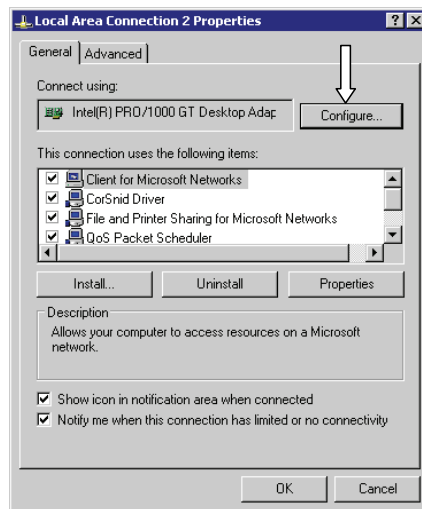 Local Area Connection 2 Properties
General
Advanced
Connect using:
Intel(R) PRO/1000 GT Desktop Adap
Configure...
This connection uses the following items:
Client for Microsoft Networks
CorSnid Driver
File and Printer Sharing for Microsoft Networks
QoS Packet Scheduler
Install...
Uninstall
Properties
Description
Allows your computer to access resources on a Microsoft
network.
Show icon in notification area when connected
Notify me when this connection has limited or no connectivity
OK
Cancel